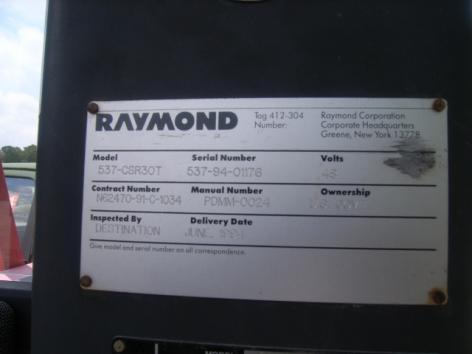 RAYMOND
Tag 412-304
Number:
Raymond Corporation
Corporate Headquarters
Greene, New York 13778
Model Serial Number Volts
537-CSR30T 537-94-01176 48
Contract Number Manual Number Ownership
N62470-91-C-1034 PDMM-0024
Inspected By Delivery Date
DESTINATION JUNE
Give model and serial number on all correspondence.